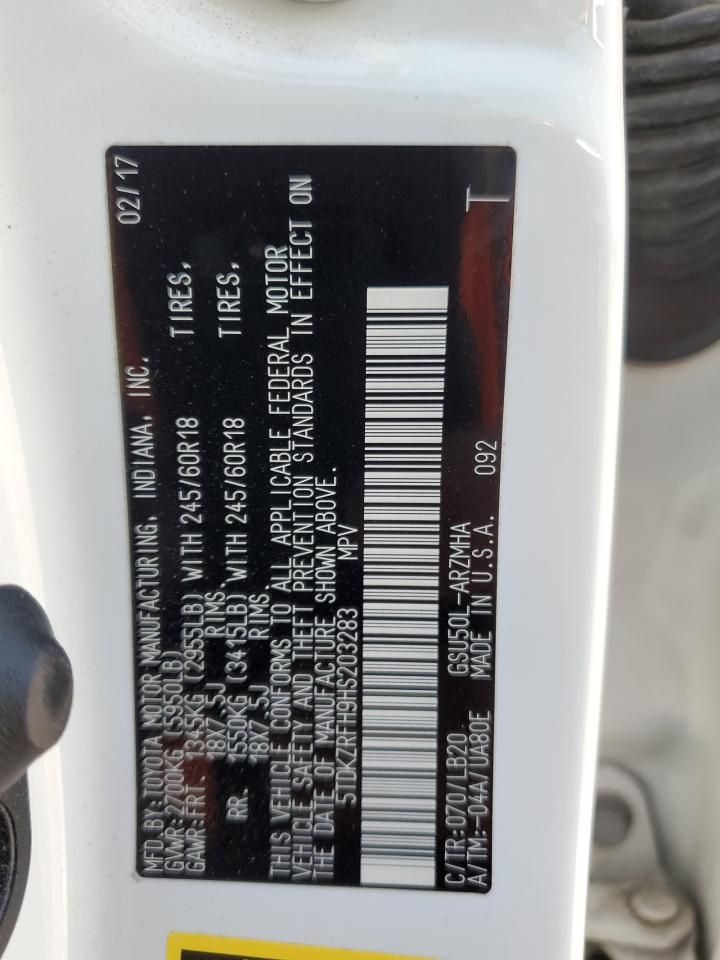 MFD. BY: TOYOTA MOTOR MANUFACTURING, INDIANA, INC. 02/17
GVWR: 2700KG (5950LB)
GAWR: FRT. 1345KG (2955LB) WITH 245/60R18 TIRES,
18X7.5J RIMS.
RR. 1550KG (3415LB) WITH 245/60R18 TIRES,
18X7.5J RIMS.
THIS VEHICLE CONFORMS TO ALL APPLICABLE FEDERAL MOTOR
VEHICLE SAFETY AND THEFT PREVENTION STANDARDS IN EFFECT ON
THE DATE OF MANUFACTURE SHOWN ABOVE.
5TDKZRFH9HS203283 MPV
C/TR:070/LB20 GSU50L-ARZMHA
A/TM:-04A/UA80E MADE IN U.S.A. 092 T